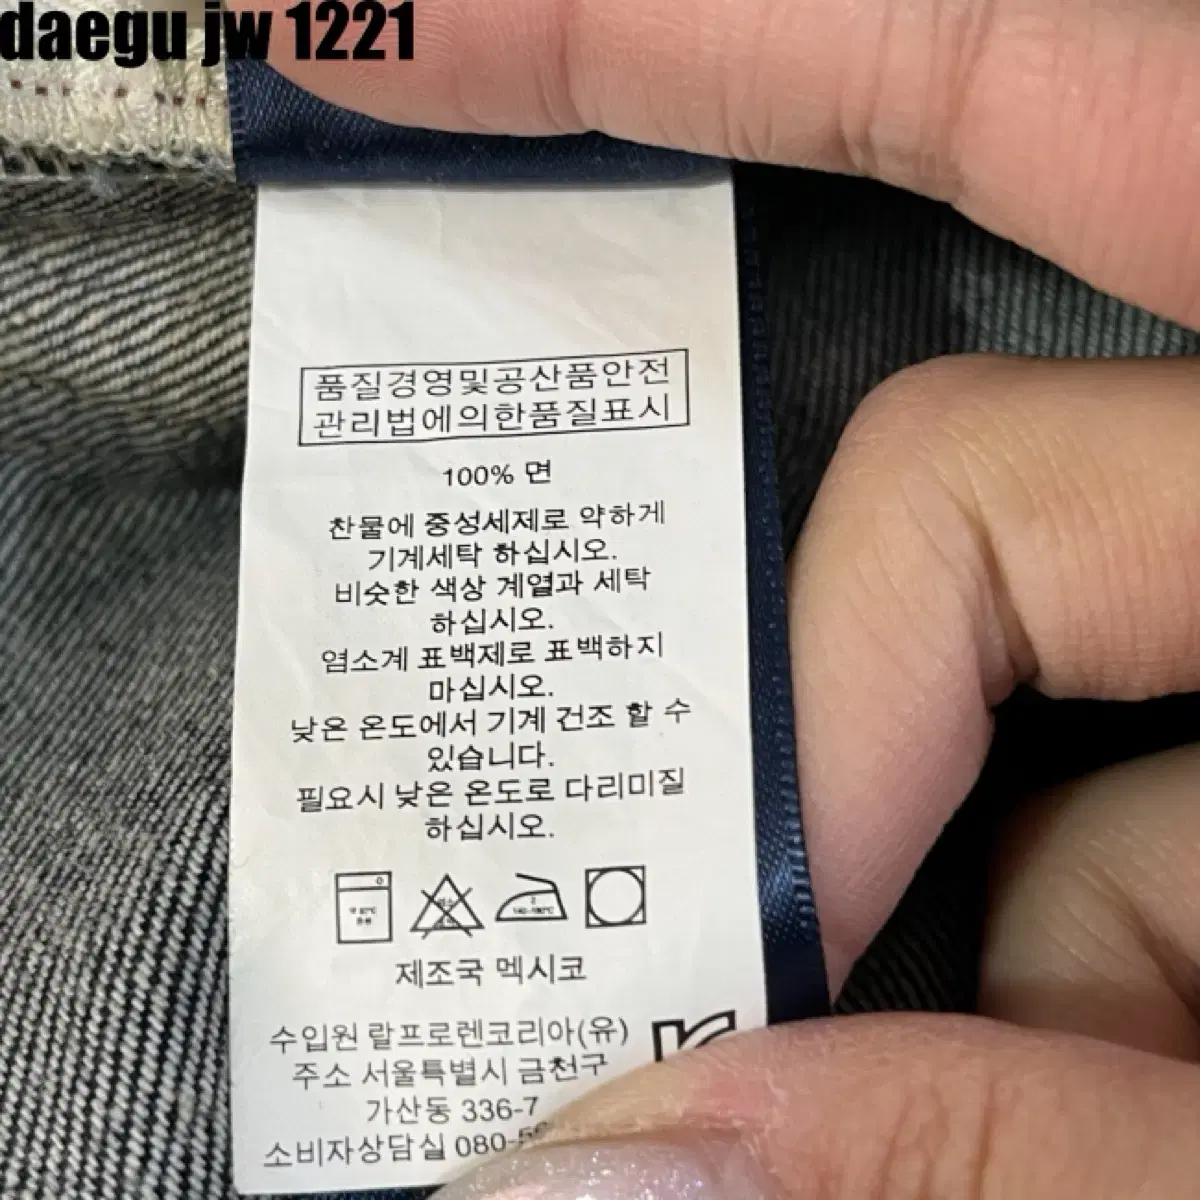 daegu jw 1221
품질경영및공산품안전
관리법에의한품질표시
100% 면
찬물에 중성세제로 약하게
기계세탁 하십시오.
비슷한 색상 계열과 세탁
하십시오.
염소계 표백제로 표백하지
마십시오.
낮은 온도에서 기계 건조 할 수
있습니다.
필요시 낮은 온도로 다리미질
하십시오.
제조국 멕시코
수입원 랄프로렌코리아(유)
주소 서울특별시 금천구
가산동 336-7
소비자상담실 080-